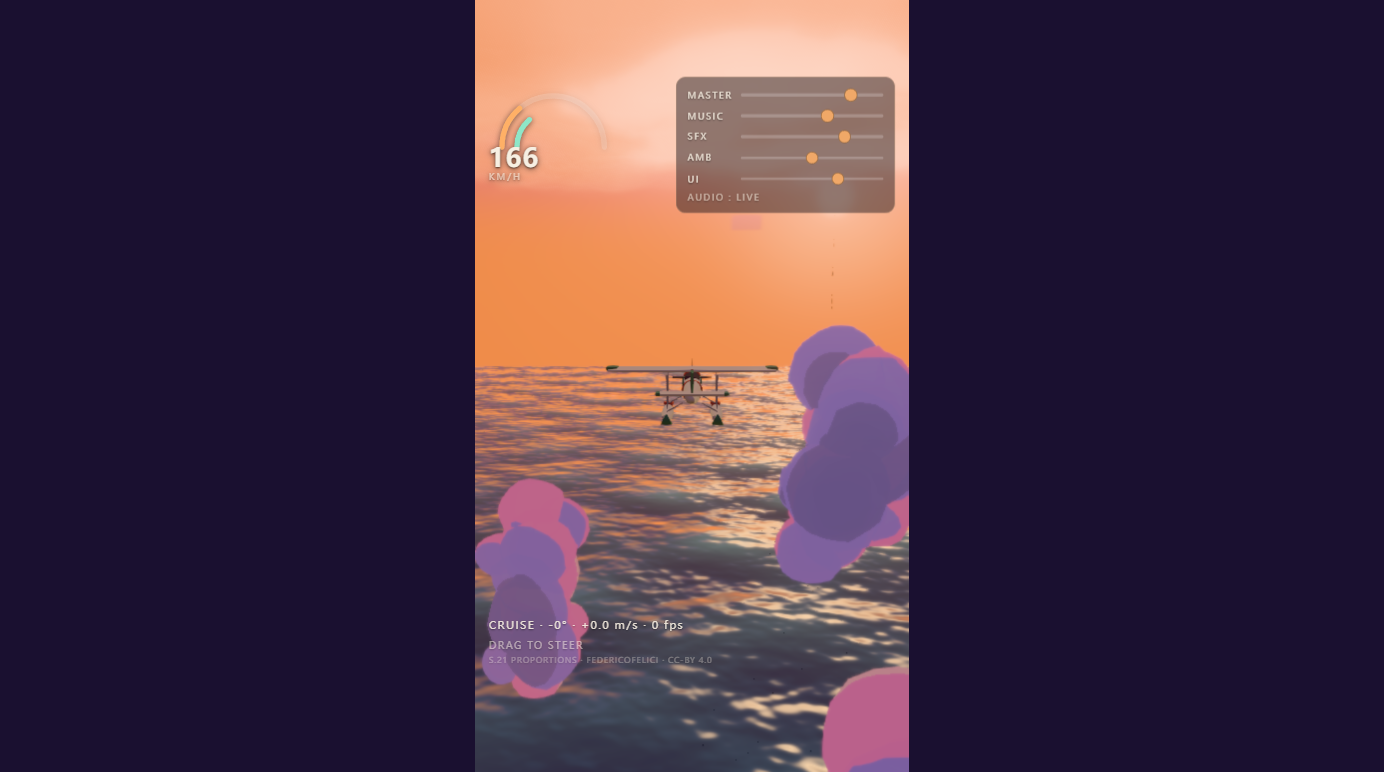 MASTER
MUSIC
SFX
AMB
UI
AUDIO : LIVE
166
KM/H
CRUISE · -0° · +0.0 m/s · 0 fps
DRAG TO STEER
S.21 PROPORTIONS · FEDERICOFELICI · CC-BY 4.0